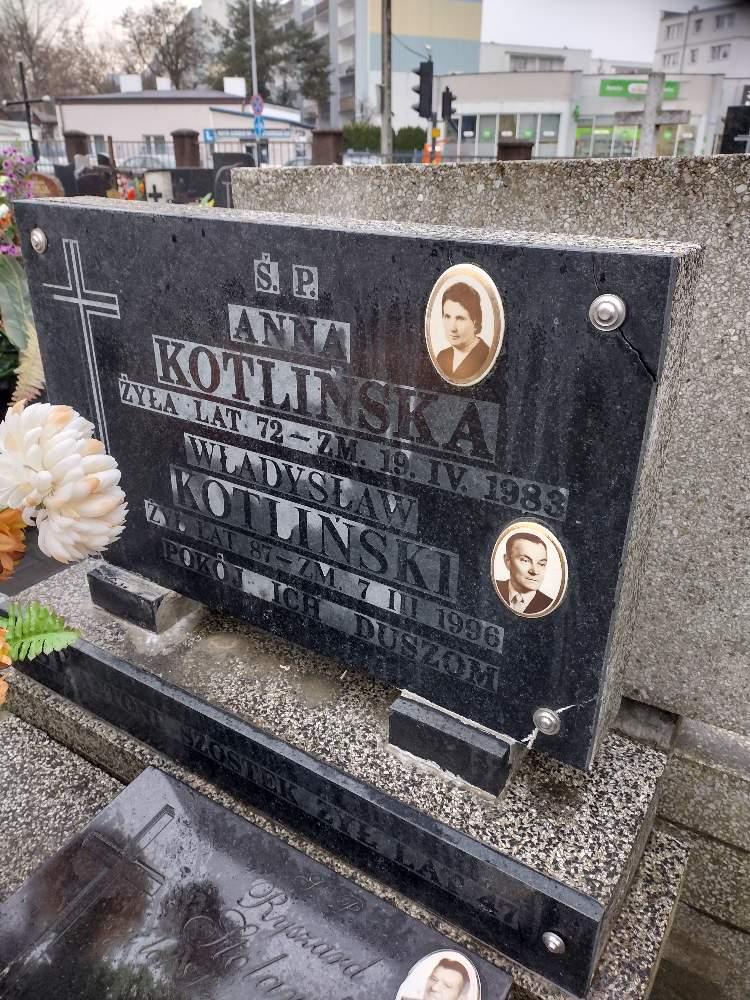 Ś. P.
ANNA
KOTLIŃSKA
ŻYŁA LAT 72 – ZM. 19. IV. 1983
WŁADYSŁAW
KOTLIŃSKI
ŻYŁ LAT 87 – ZM. 7 III 1996
POKÓJ ICH DUSZOM
SZOSTEK ŻYŁ LAT 47
Ś. P.
Ryszard